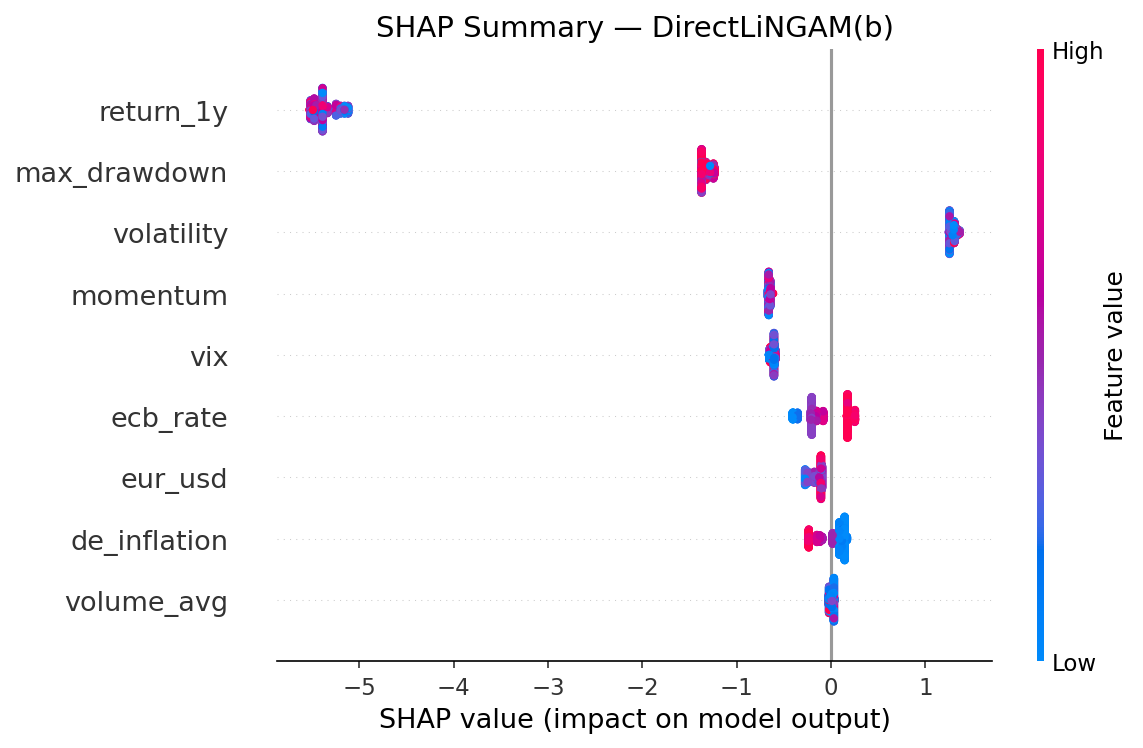 SHAP Summary — DirectLiNGAM(b)
High
return_1y
max_drawdown
volatility
momentum
vix
ecb_rate
eur_usd
de_inflation
volume_avg
Feature value
Low
−5 −4 −3 −2 −1 0 1
SHAP value (impact on model output)